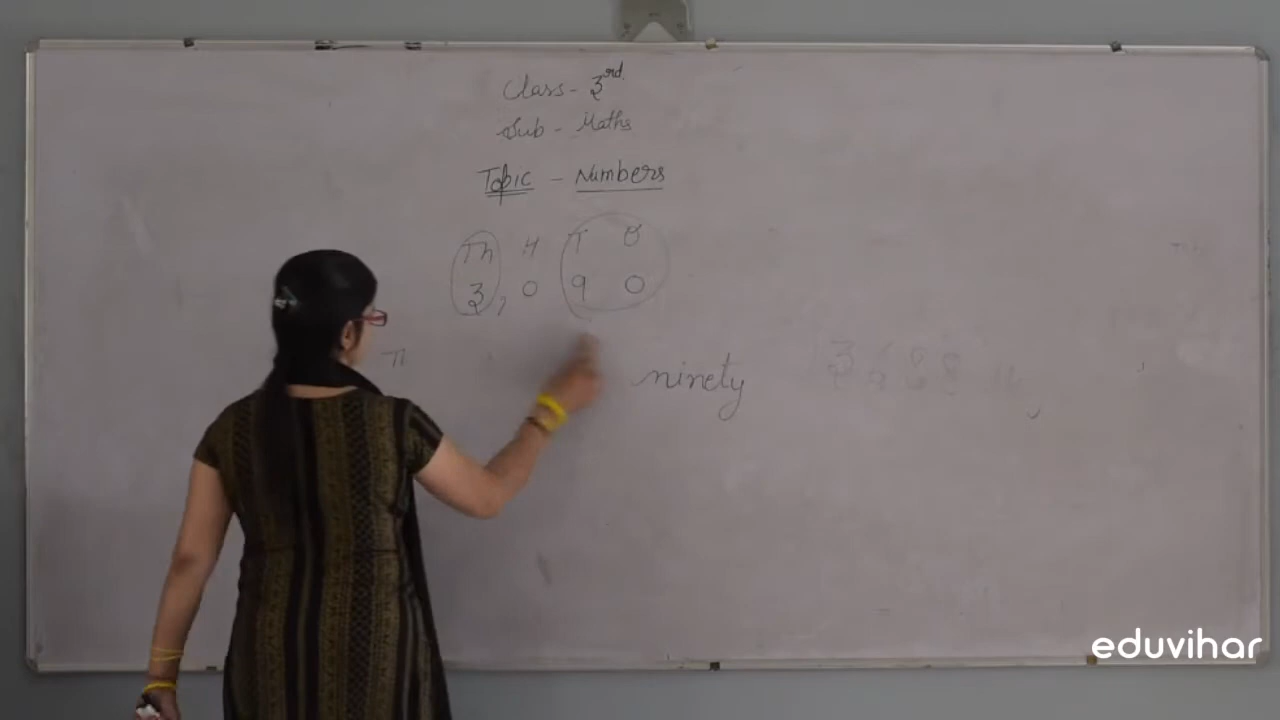 Class - 3rd.
Sub - Maths
Topic - Numbers
Th H T O
3, 0 9 0
ninety
eduvihar